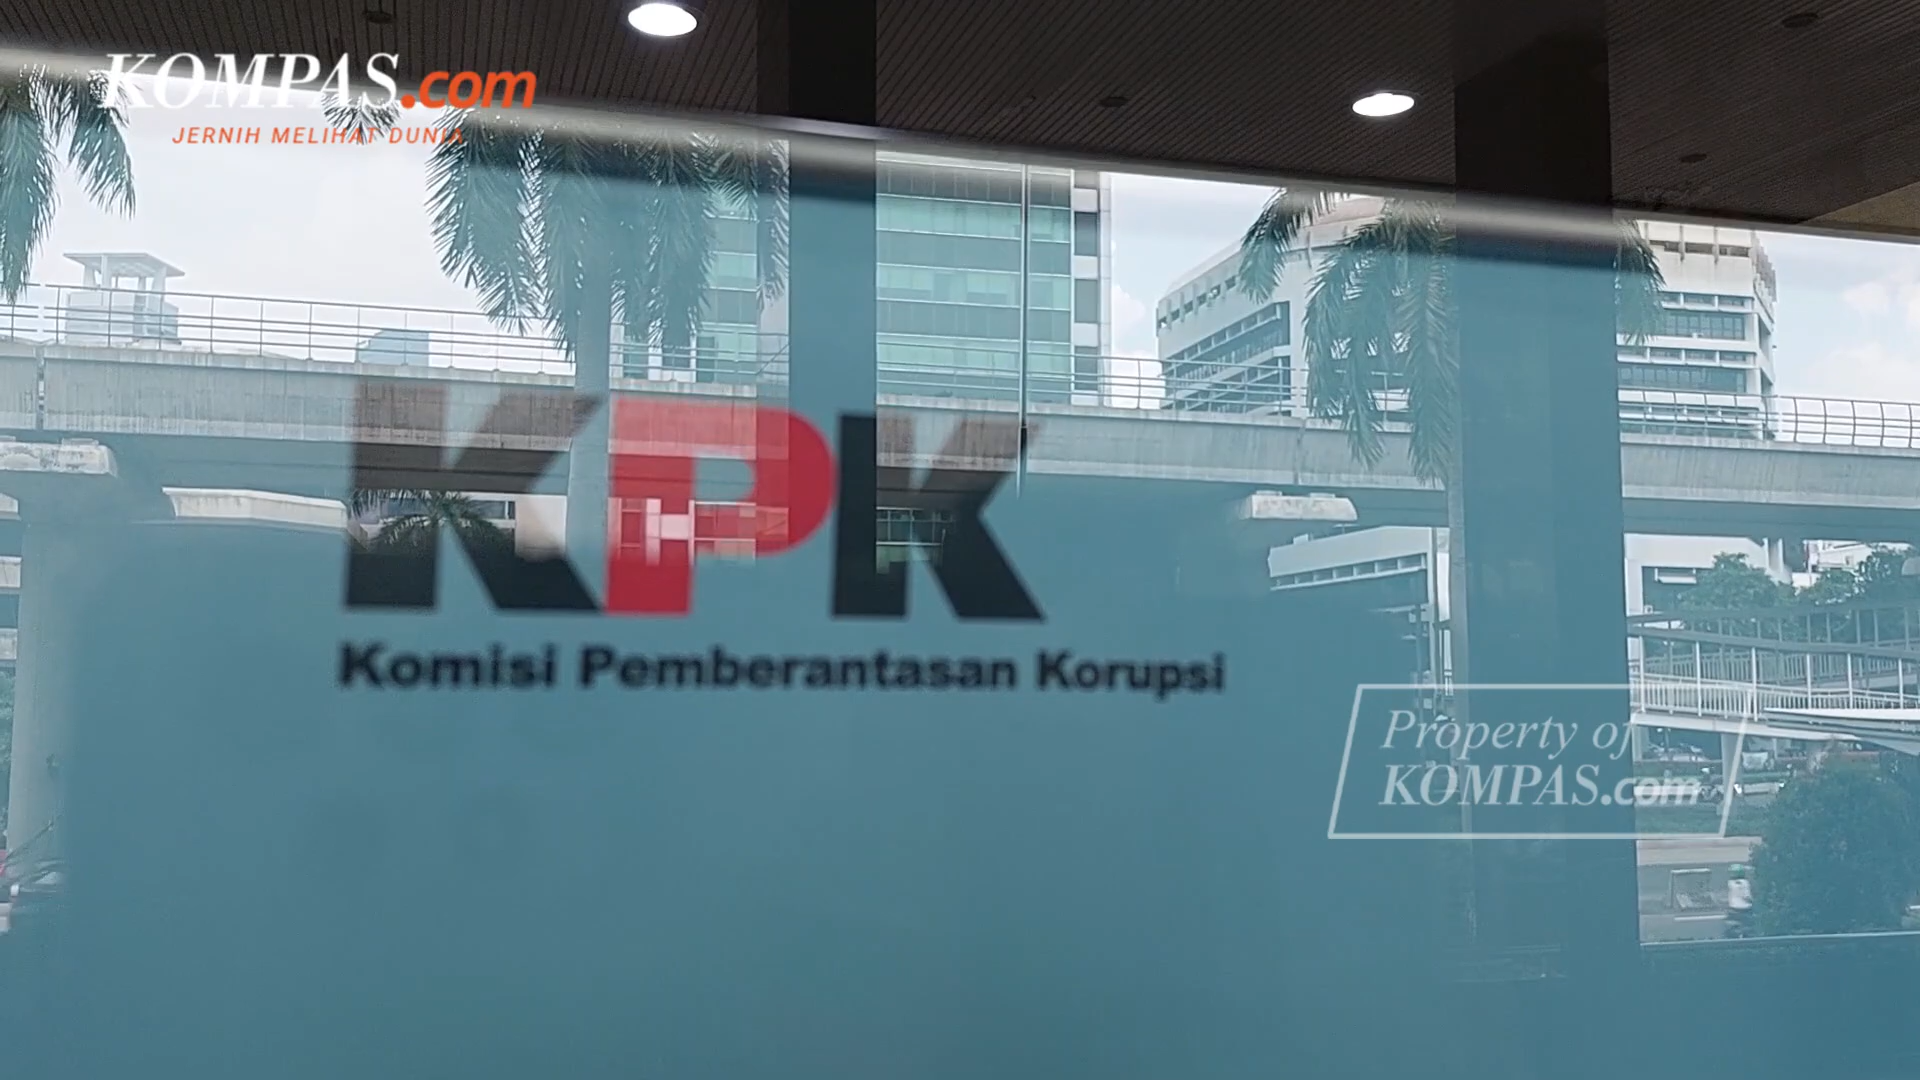 KOMPAS.com
JERNIH MELIHAT DUNIA
KPK
Komisi Pemberantasan Korupsi
Property of
KOMPAS.com